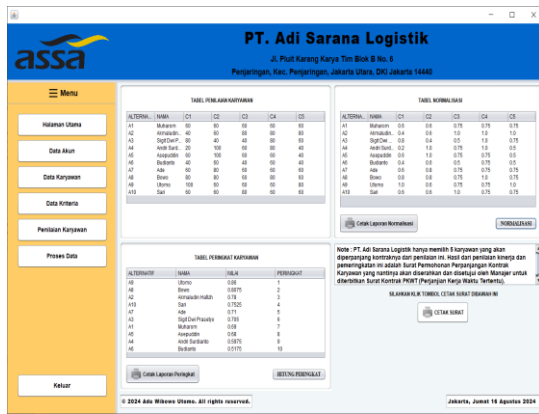 assa
PT. Adi Sarana Logistik
Jl. Pluit Karang Karya Tim Blok B No. 6
Penjaringan, Kec. Penjaringan, Jakarta Utara, DKI Jakarta 14440
Menu
Halaman Utama
Data Akun
Data Karyawan
Data Kriteria
Penilaian Karyawan
Proses Data
Keluar
TABEL PENILAIAN KARYAWAN
ALTERNA... NAMA C1 C2 C3 C4 C5
A1 Muharom 60 60 60 60 60
A2 Akmaludin.. 40 60 80 80 80
A3 Sigit Dwi P... 80 40 40 80 60
A4 Andri Surd... 20 100 60 80 40
A5 Asepuddin 60 100 60 60 40
A6 Budianto 40 60 40 60 40
A7 Ade 60 80 60 60 60
A8 Bowo 80 80 60 80 60
A9 Utomo 100 80 60 60 80
A10 Sari 60 60 80 60 60
TABEL NORMALISASI
ALTERNA... NAMA C1 C2 C3 C4 C5
A1 Muharom 0.6 0.6 0.75 0.75 0.75
A2 Akmaludin.. 0.4 0.6 1.0 1.0 1.0
A3 Sigit Dwi ... 0.8 0.4 0.5 1.0 0.75
A4 Andri Surd... 0.2 1.0 0.75 1.0 0.5
A5 Asepuddin 0.6 1.0 0.75 0.75 0.5
A6 Budianto 0.4 0.6 0.5 0.75 0.5
A7 Ade 0.6 0.8 0.75 0.75 0.75
A8 Bowo 0.8 0.8 0.75 1.0 0.75
A9 Utomo 1.0 0.8 0.75 0.75 1.0
A10 Sari 0.6 0.6 1.0 0.75 0.75
Cetak Laporan Normalisasi
NORMALISASI
TABEL PERINGKAT KARYAWAN
ALTERNATIF NAMA NILAI PERINGKAT
A9 Utomo 0.86 1
A8 Bowo 0.8075 2
A2 Akmaludin Hafizh 0.78 3
A10 Sari 0.7525 4
A7 Ade 0.71 5
A3 Sigit Dwi Prasetyo 0.705 6
A1 Muharom 0.69 7
A5 Asepuddin 0.68 8
A4 Andri Surdianto 0.5975 9
A6 Budianto 0.5175 10
Cetak Laporan Peringkat
HITUNG PERINGKAT
Note : PT. Adi Sarana Logistik hanya memilih 5 karyawan yang akan
diperpanjang kontraknya dari penilaian ini. Hasil dari penilaian kinerja dan
pemeringkatan ini adalah Surat Permohonan Perpanjangan Kontrak
Karyawan yang nantinya akan diserahkan dan disetujui oleh Manajer untuk
diterbitkan Surat Kontrak PKWT (Perjanjian Kerja Waktu Tertentu).
SILAHKAN KLIK TOMBOL CETAK SURAT DIBAWAH INI
CETAK SURAT
© 2024 Ade Wibowo Utomo. All rights reserved.
Jakarta, Jumat 16 Agustus 2024